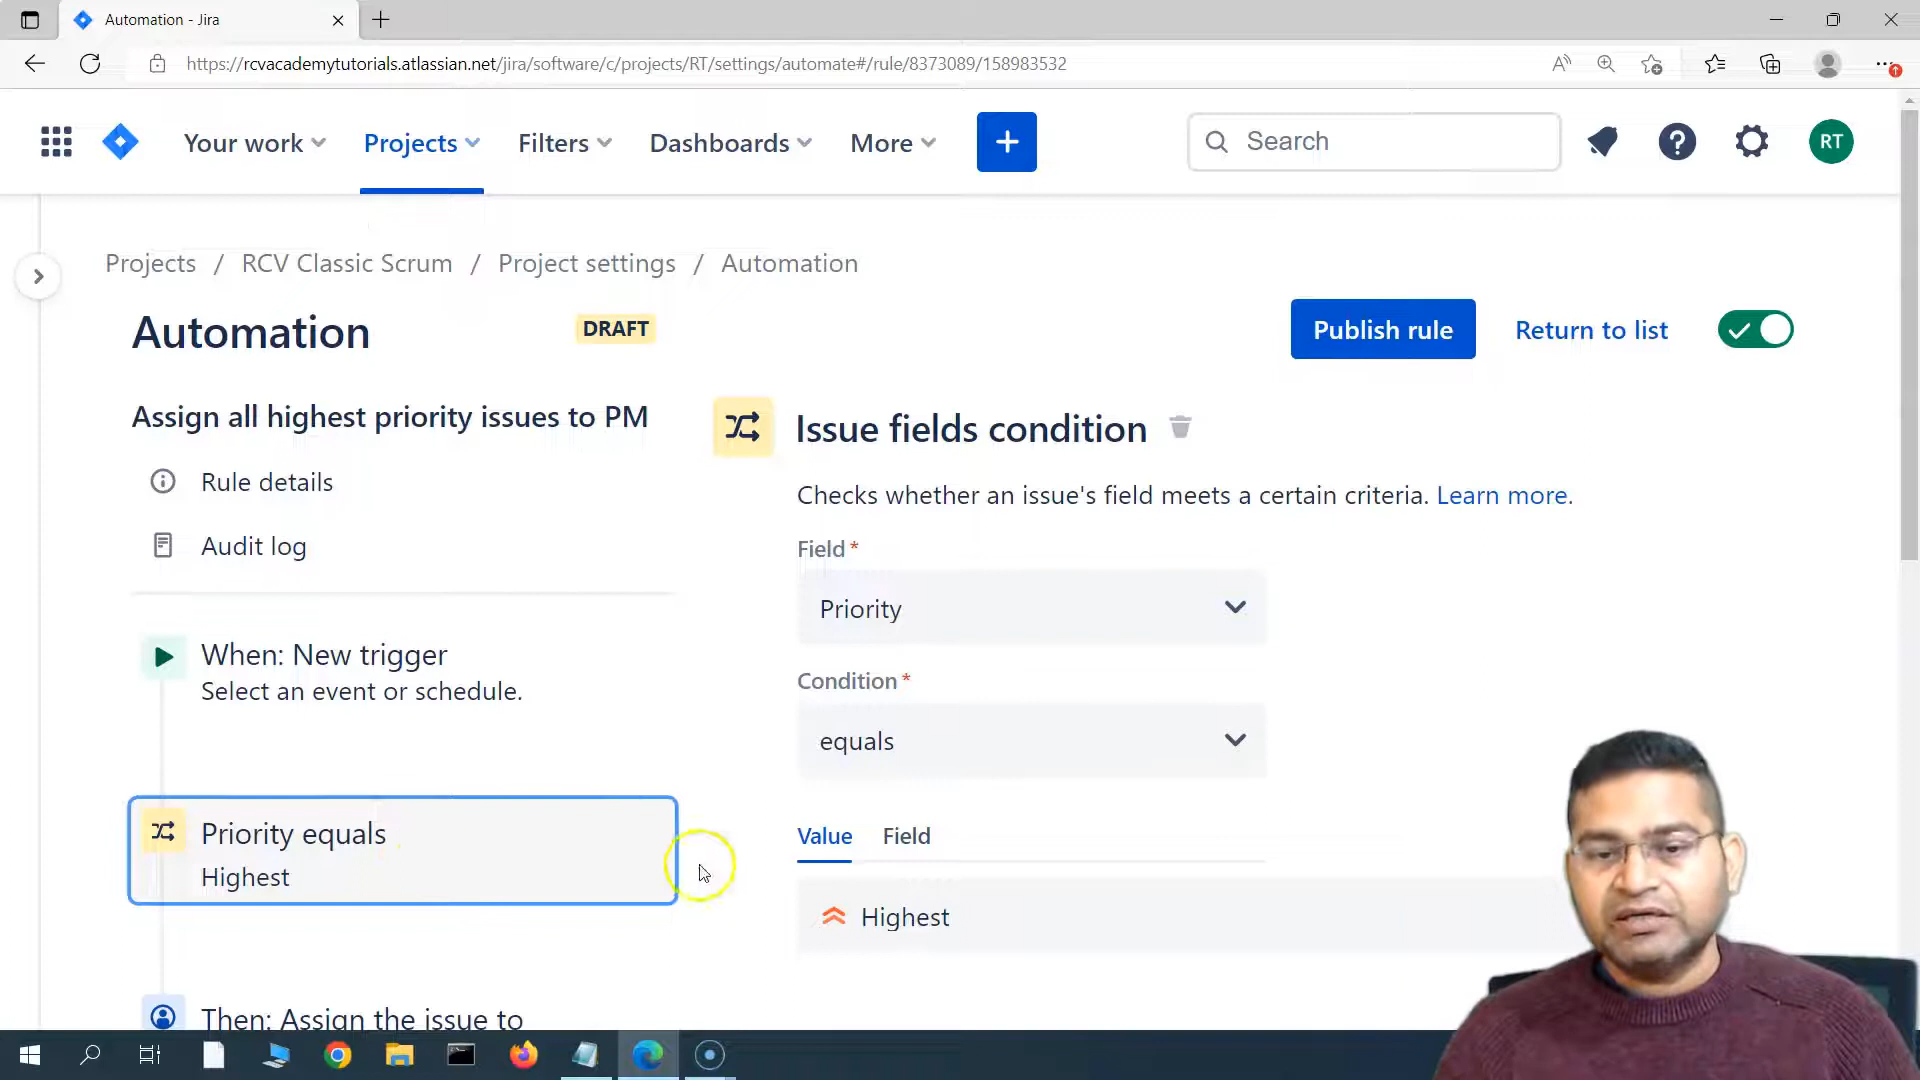 Automation - Jira
https://rcvacademytutorials.atlassian.net/jira/software/c/projects/RT/settings/automate#/rule/8373089/158983532
Your work
Projects
Filters
Dashboards
More
Search
RT
Projects / RCV Classic Scrum / Project settings / Automation
Automation
DRAFT
Publish rule
Return to list
Assign all highest priority issues to PM
Rule details
Audit log
When: New trigger
Select an event or schedule.
Priority equals
Highest
Then: Assign the issue to
Issue fields condition
Checks whether an issue's field meets a certain criteria. Learn more.
Field *
Priority
Condition *
equals
Value
Field
Highest